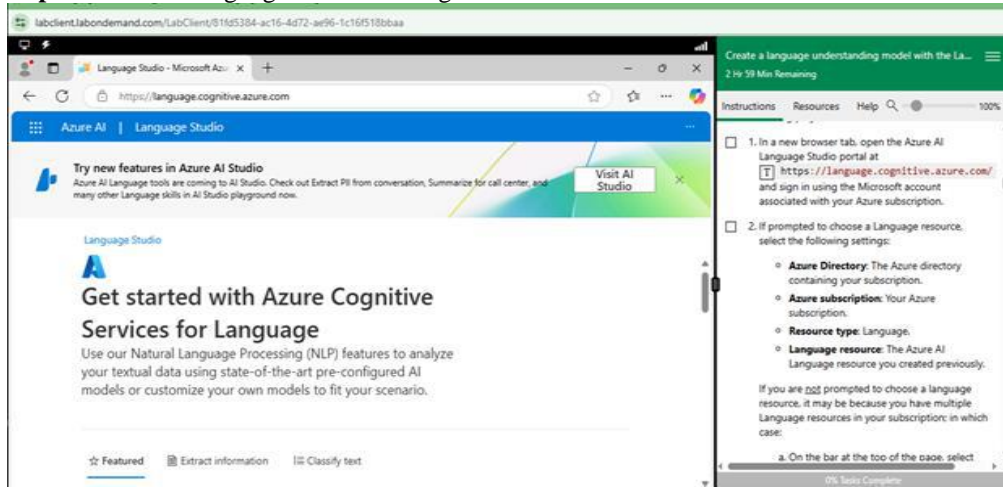 labclient.labondemand.com/LabClient/81fd5384-ac16-4d72-ae96-1c16f518bbaa
Language Studio - Microsoft Azu
https://language.cognitive.azure.com
Azure AI | Language Studio
Try new features in Azure AI Studio
Azure AI Language tools are coming to AI Studio. Check out Extract PII from conversation, Summarize for call center, and
many other Language skills in AI Studio playground now.
Visit AI
Studio
Language Studio
Get started with Azure Cognitive
Services for Language
Use our Natural Language Processing (NLP) features to analyze
your textual data using state-of-the-art pre-configured AI
models or customize your own models to fit your scenario.
Featured
Extract information
Classify text
Create a language understanding model with the La...
2 Hr 59 Min Remaining
Instructions Resources Help 100%
1. In a new browser tab, open the Azure AI
Language Studio portal at
T https://language.cognitive.azure.com/
and sign in using the Microsoft account
associated with your Azure subscription.
2. If prompted to choose a Language resource,
select the following settings:
Azure Directory: The Azure directory
containing your subscription.
Azure subscription: Your Azure
subscription.
Resource type: Language.
Language resource: The Azure AI
Language resource you created previously.
If you are not prompted to choose a language
resource, it may be because you have multiple
Language resources in your subscription; in which
case:
a. On the bar at the top of the page, select
0% Tasks Complete